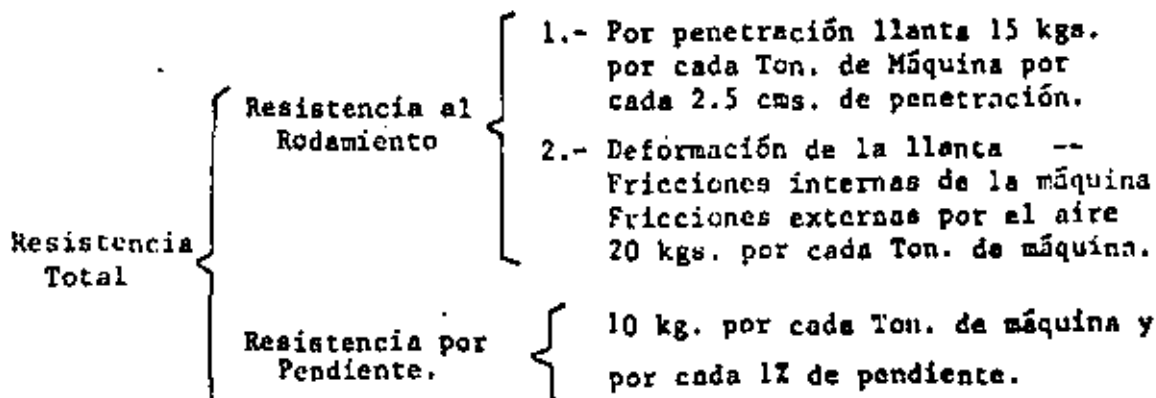 Resistencia
Total
Resistencia al
Rodamiento
1.- Por penetración llanta 15 kgs.
por cada Ton. de Máquina por
cada 2.5 cms. de penetración.
2.- Deformación de la llanta --
Fricciones internas de la máquina
Fricciones externas por el aire
20 kgs. por cada Ton. de máquina.
Resistencia por
Pendiente.
10 kg. por cada Ton. de máquina y
por cada 1% de pendiente.